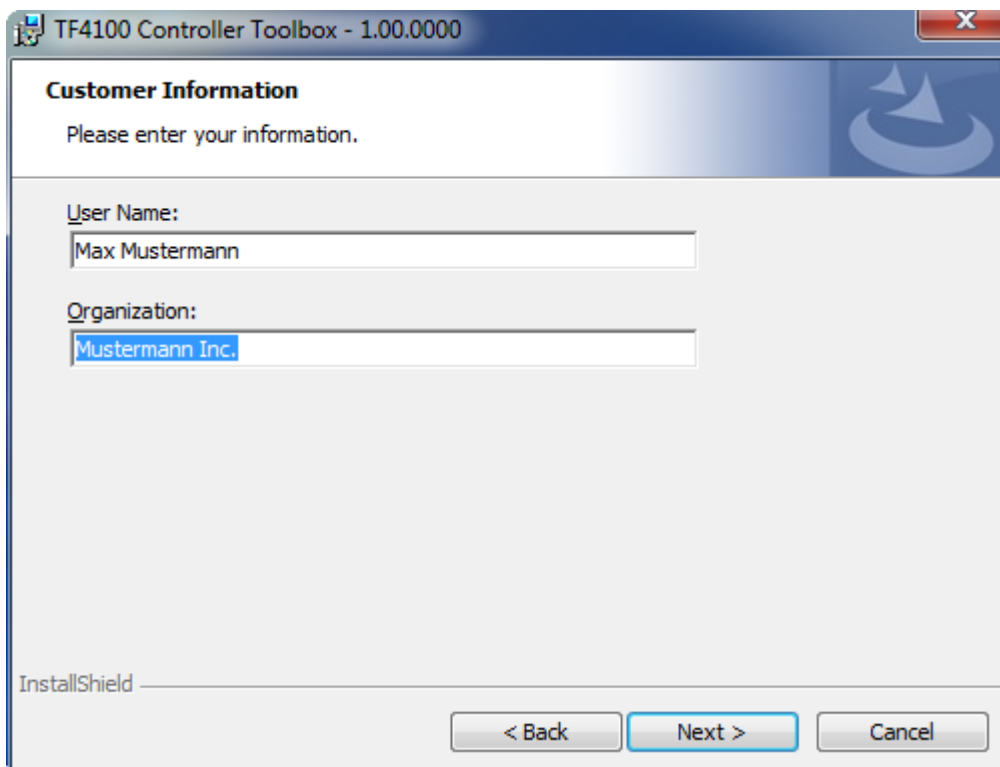 TF4100 Controller Toolbox - 1.00.0000
Customer Information
Please enter your information.
User Name:
Max Mustermann
Organization:
Mustermann Inc.
InstallShield
< Back Next > Cancel